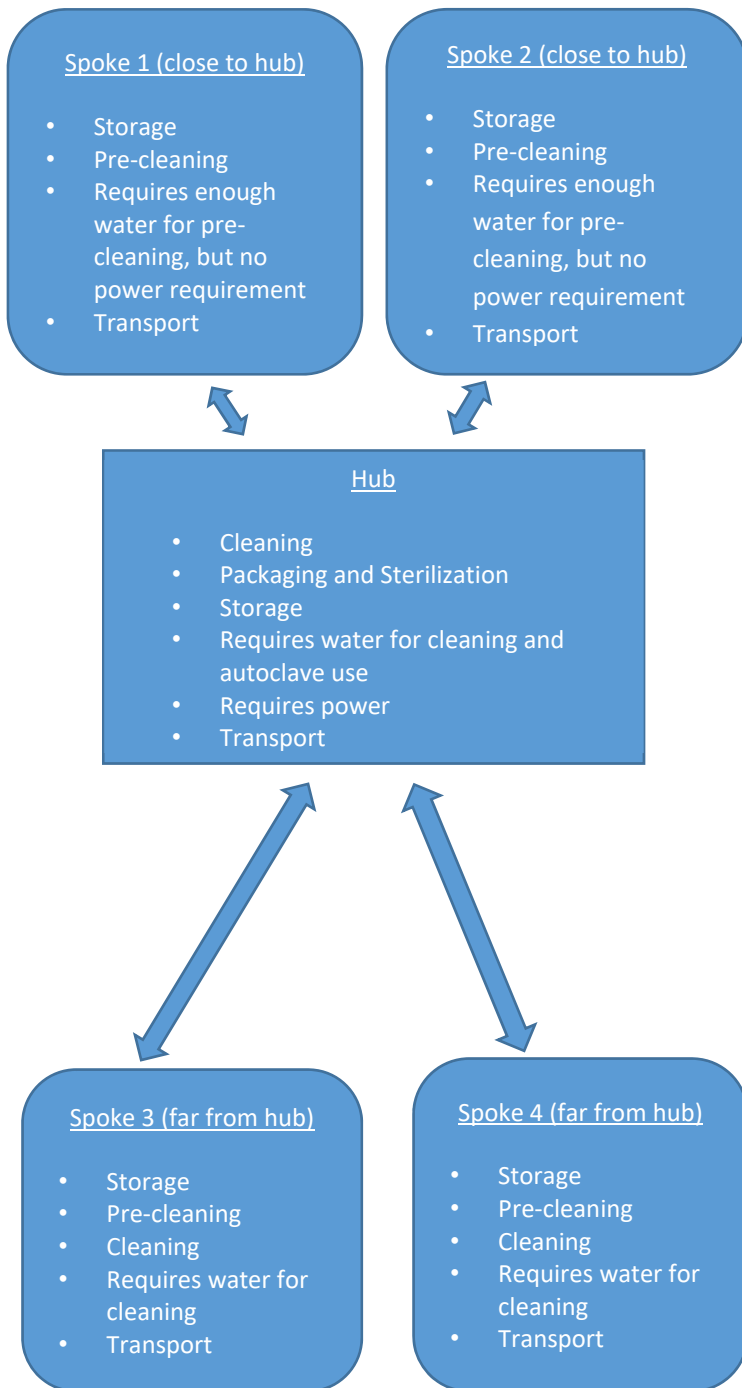 Spoke 1 (close to hub)
• Storage
• Pre-cleaning
• Requires enough
water for pre-
cleaning, but no
power requirement
• Transport
Spoke 2 (close to hub)
• Storage
• Pre-cleaning
• Requires enough
water for pre-
cleaning, but no
power requirement
• Transport
Hub
• Cleaning
• Packaging and Sterilization
• Storage
• Requires water for cleaning and
autoclave use
• Requires power
• Transport
Spoke 3 (far from hub)
• Storage
• Pre-cleaning
• Cleaning
• Requires water for
cleaning
• Transport
Spoke 4 (far from hub)
• Storage
• Pre-cleaning
• Cleaning
• Requires water for
cleaning
• Transport